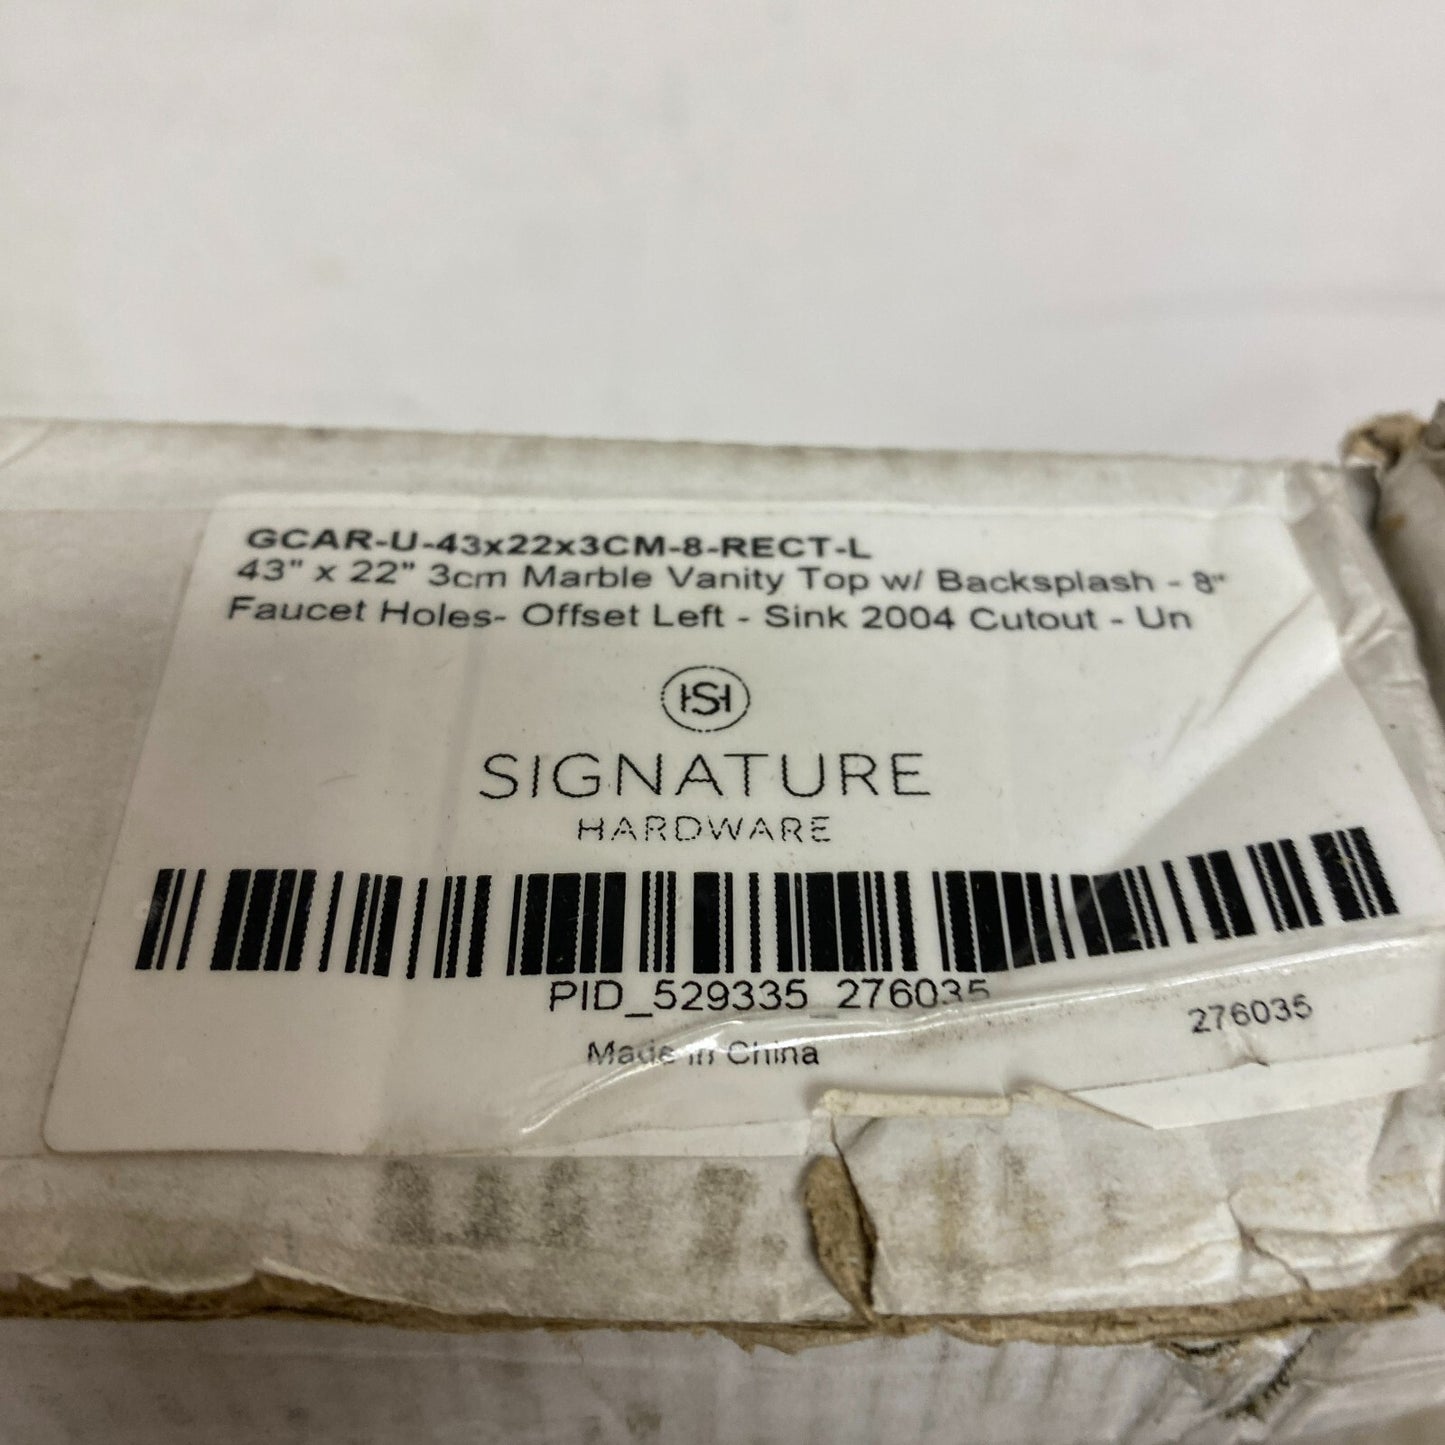 GCAR-U-43x22x3CM-8-RECT-L
43" x 22" 3cm Marble Vanity Top w/ Backsplash - 8"
Faucet Holes- Offset Left - Sink 2004 Cutout - Un
HSH
SIGNATURE
HARDWARE
PID_529335_276035
276035
Made in China